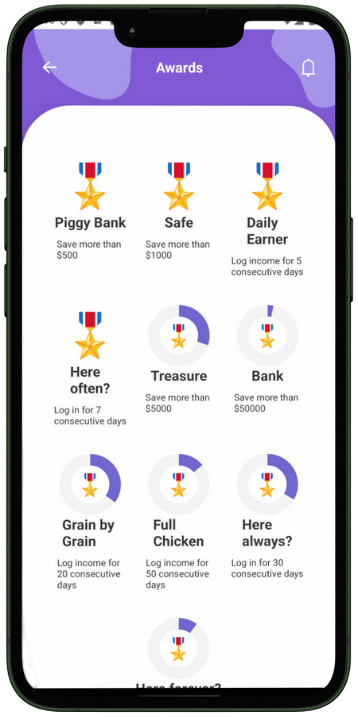 Awards
Piggy Bank
Save more than
$500
Safe
Save more than
$1000
Daily
Earner
Log income for 5
consecutive days
Here
often?
Log in for 7
consecutive days
Treasure
Save more than
$5000
Bank
Save more than
$50000
Grain by
Grain
Log income for
20 consecutive
days
Full
Chicken
Log income for
50 consecutive
days
Here
always?
Log in for 30
consecutive days
Here forever?